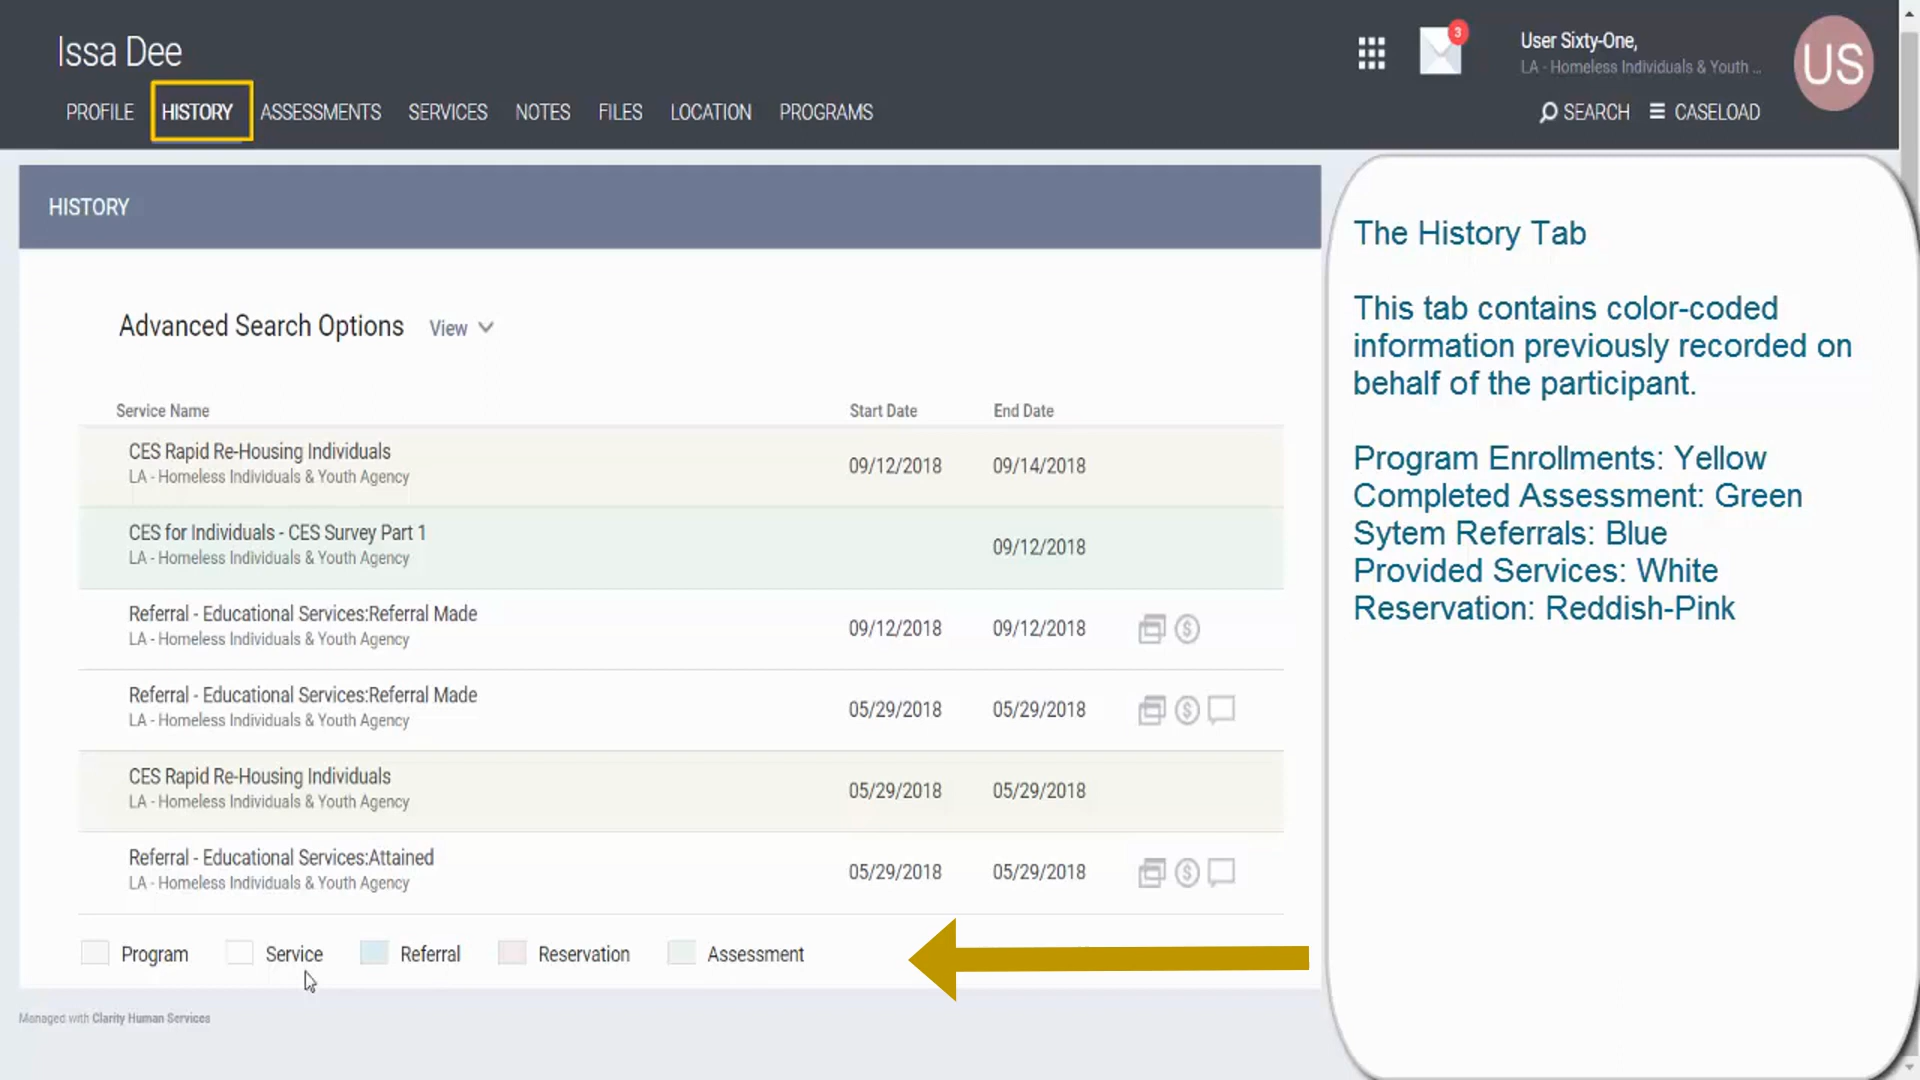 Issa Dee
3
User Sixty-One,
LA - Homeless Individuals & Youth ...
US
PROFILE HISTORY ASSESSMENTS SERVICES NOTES FILES LOCATION PROGRAMS
SEARCH CASELOAD
HISTORY
Advanced Search Options View
Service Name Start Date End Date
CES Rapid Re-Housing Individuals
LA - Homeless Individuals & Youth Agency
09/12/2018 09/14/2018
CES for Individuals - CES Survey Part 1
LA - Homeless Individuals & Youth Agency
09/12/2018
Referral - Educational Services:Referral Made
LA - Homeless Individuals & Youth Agency
09/12/2018 09/12/2018 $
Referral - Educational Services:Referral Made
LA - Homeless Individuals & Youth Agency
05/29/2018 05/29/2018 $
CES Rapid Re-Housing Individuals
LA - Homeless Individuals & Youth Agency
05/29/2018 05/29/2018
Referral - Educational Services:Attained
LA - Homeless Individuals & Youth Agency
05/29/2018 05/29/2018 $
Program Service Referral Reservation Assessment
Managed with Clarity Human Services
The History Tab
This tab contains color-coded
information previously recorded on
behalf of the participant.
Program Enrollments: Yellow
Completed Assessment: Green
Sytem Referrals: Blue
Provided Services: White
Reservation: Reddish-Pink